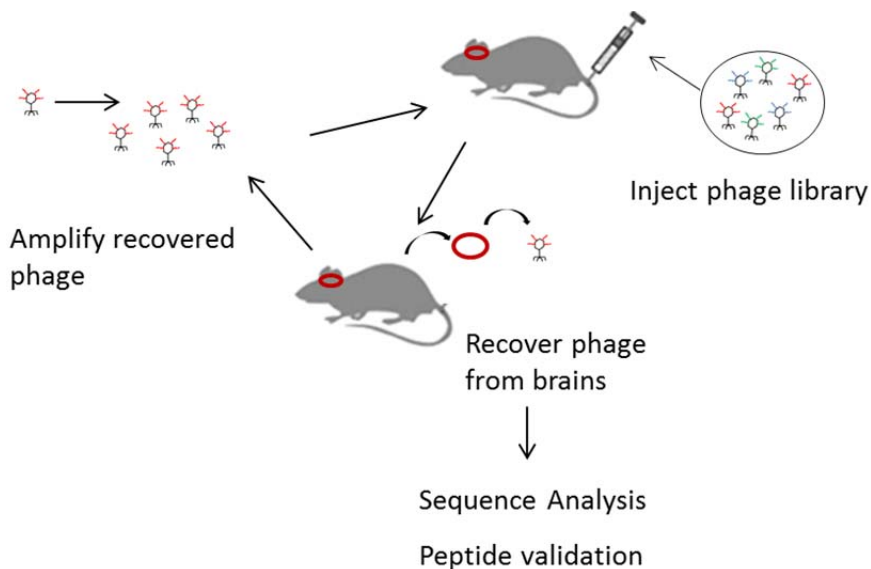 Inject phage library
Amplify recovered
phage
Recover phage
from brains
Sequence Analysis
Peptide validation